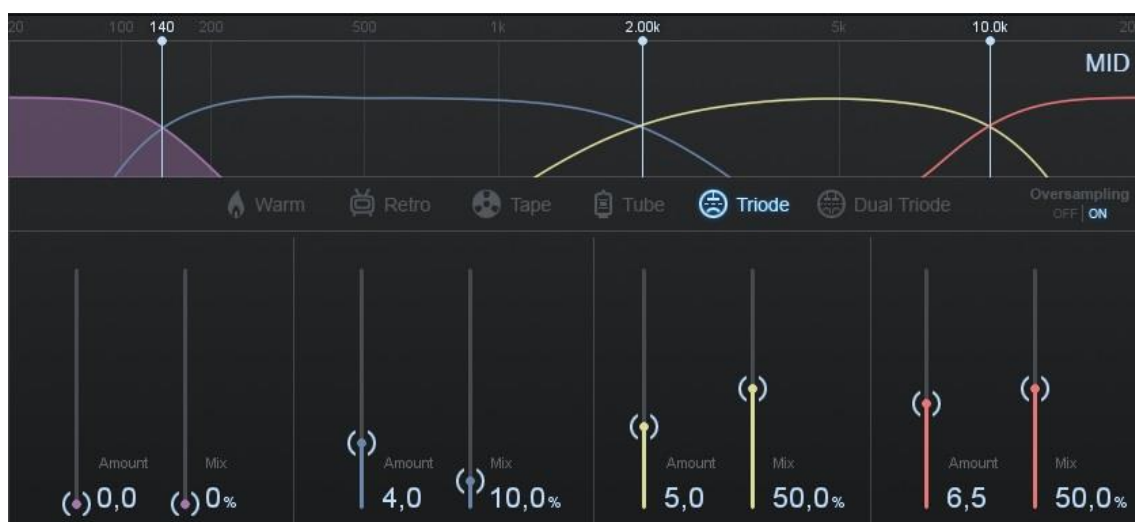 20 100 140 200 500 1k 2.00k 5k 10.0k 20
MID
Warm Retro Tape Tube Triode Dual Triode
Oversampling
OFF | ON
Amount Mix Amount Mix Amount Mix Amount Mix
0,0 0% 4,0 10,0% 5,0 50,0% 6,5 50,0%